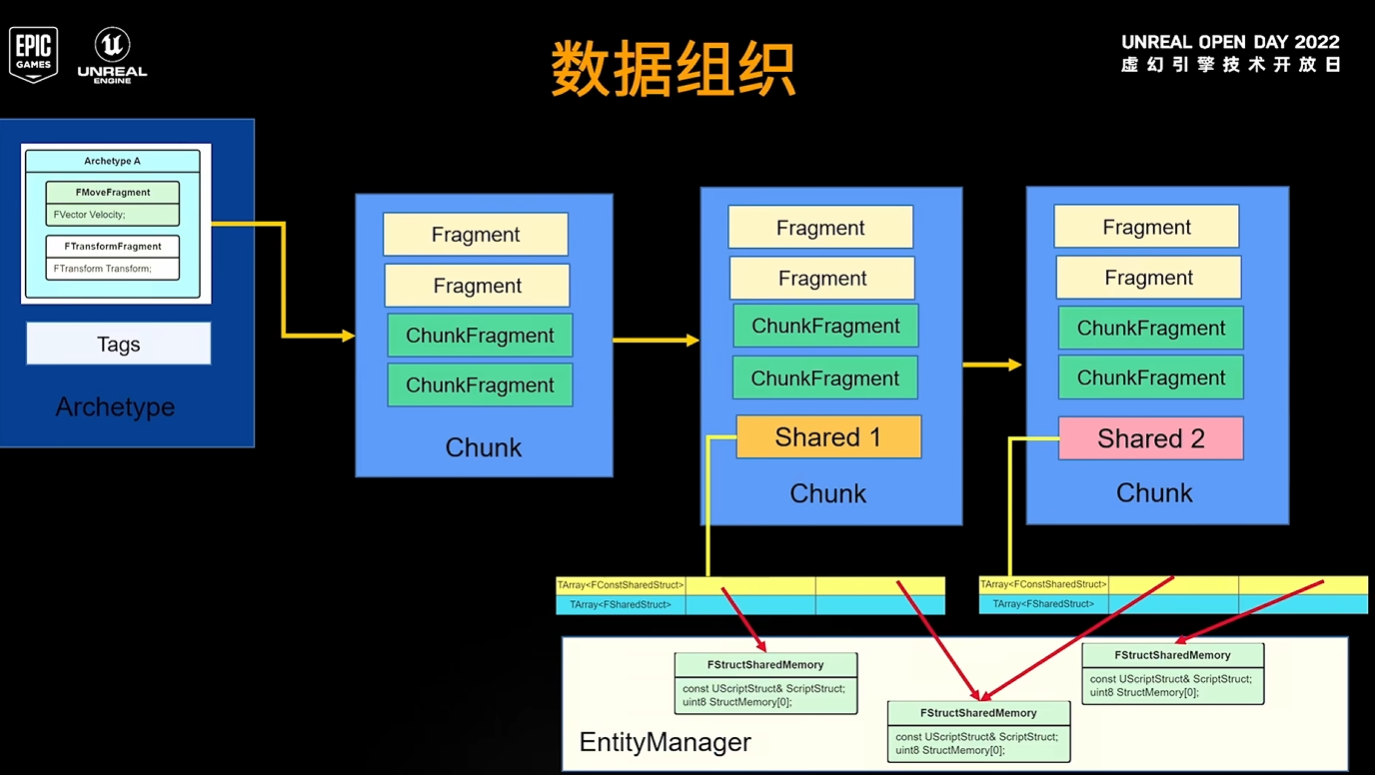 EPIC
GAMES
UNREAL
ENGINE
数据组织
UNREAL OPEN DAY 2022
虚幻引擎技术开放日
Archetype A
FMoveFragment
FVector Velocity;
FTransformFragment
FTransform Transform;
Tags
Archetype
Fragment
Fragment
ChunkFragment
ChunkFragment
Chunk
Fragment
Fragment
ChunkFragment
ChunkFragment
Shared 1
Chunk
Fragment
Fragment
ChunkFragment
ChunkFragment
Shared 2
Chunk
TArray<FConstSharedStruct>
TArray<FSharedStruct>
TArray<FConstSharedStruct>
TArray<FSharedStruct>
FStructSharedMemory
const UScriptStruct& ScriptStruct;
uint8 StructMemory[0];
FStructSharedMemory
const UScriptStruct& ScriptStruct;
uint8 StructMemory[0];
FStructSharedMemory
const UScriptStruct& ScriptStruct;
uint8 StructMemory[0];
EntityManager